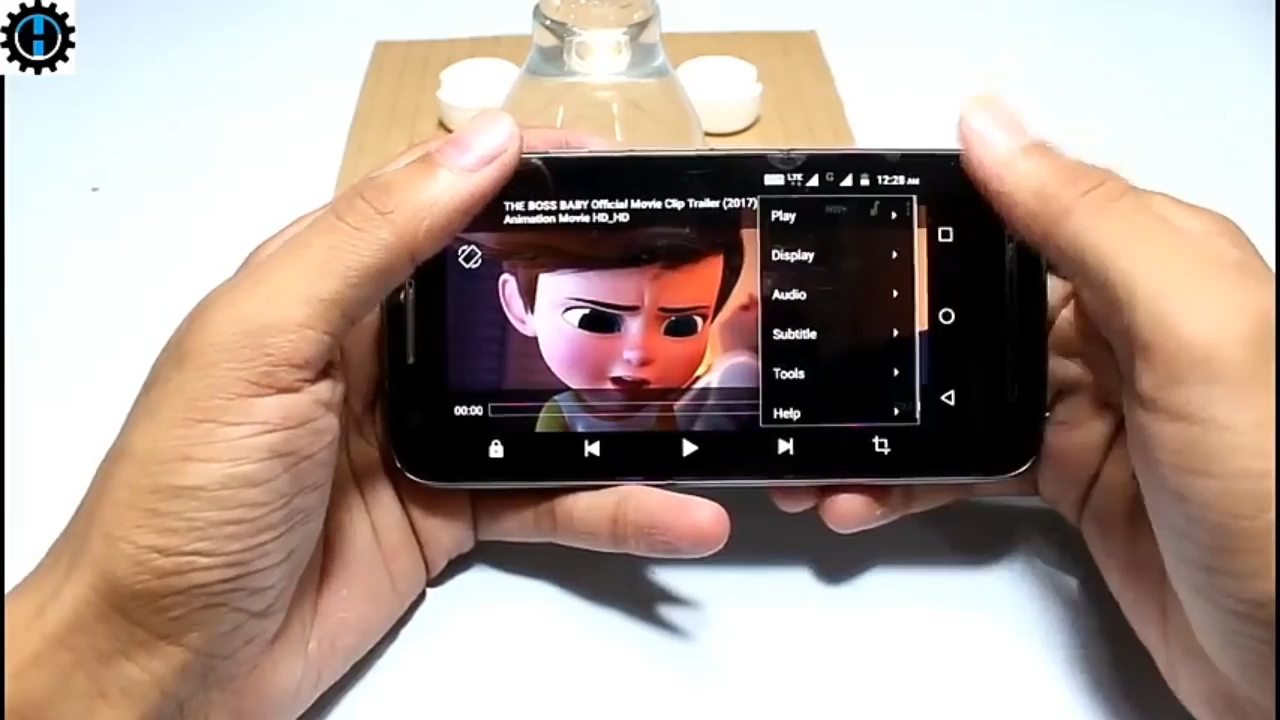 H
LTE
G
12:28 AM
THE BOSS BABY Official Movie Clip Trailer (2017)
Animation Movie HD_HD
Play
Display
Audio
Subtitle
Tools
Help
00:00